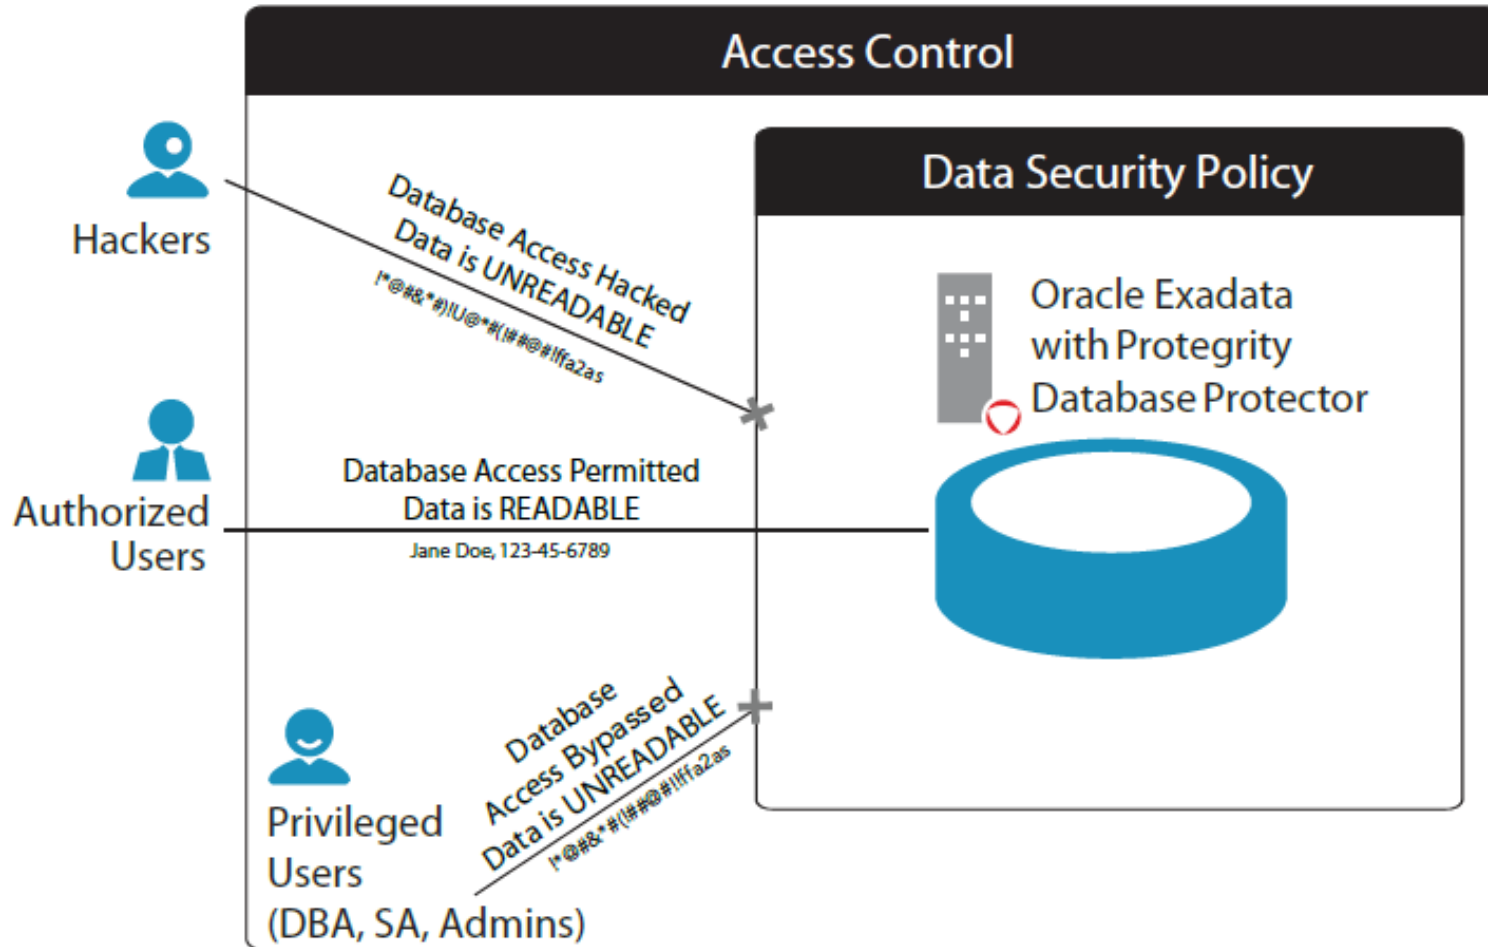 Access Control
Data Security Policy
Hackers
Database Access Hacked
Data is UNREADABLE
!*@#&*#)!U@*#(!##@#!ffa2as
Oracle Exadata
with Protegrity
Database Protector
Authorized
Users
Database Access Permitted
Data is READABLE
Jane Doe, 123-45-6789
Database
Access Bypassed
Data is UNREADABLE
!*@#&*#(!##@#!!ffa2as
Privileged
Users
(DBA, SA, Admins)